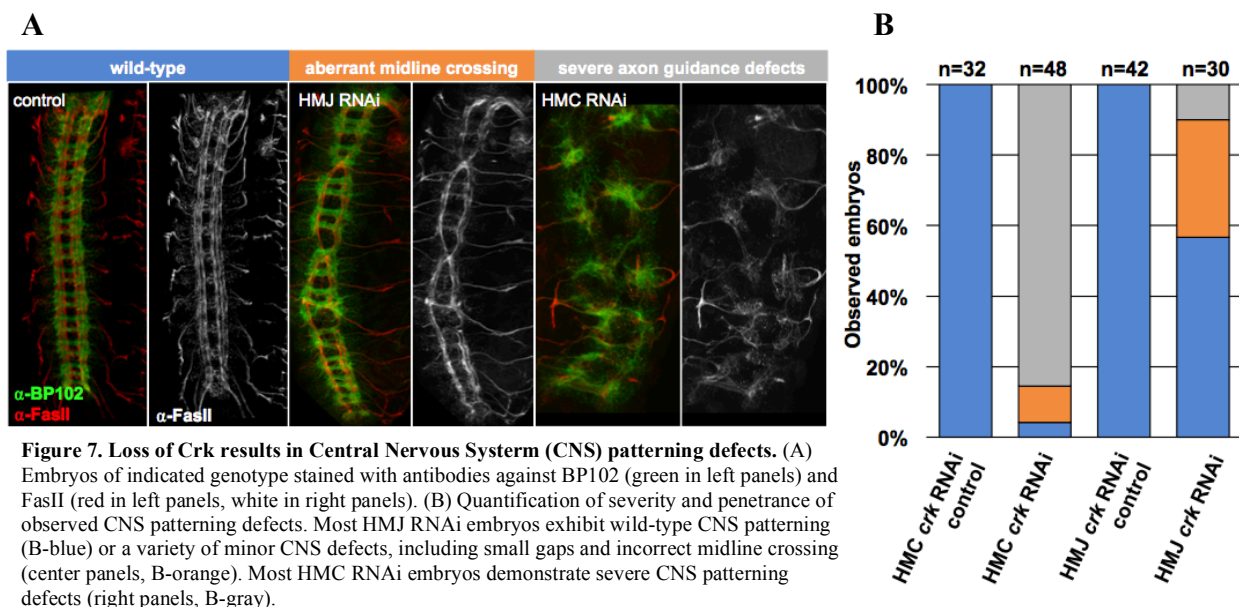 A
wild-type
aberrant midline crossing
severe axon guidance defects
control
HMJ RNAi
HMC RNAi
α-BP102
α-FasII
α-FasII
Figure 7. Loss of Crk results in Central Nervous Systerm (CNS) patterning defects. (A)
Embryos of indicated genotype stained with antibodies against BP102 (green in left panels) and
FasII (red in left panels, white in right panels). (B) Quantification of severity and penetrance of
observed CNS patterning defects. Most HMJ RNAi embryos exhibit wild-type CNS patterning
(B-blue) or a variety of minor CNS defects, including small gaps and incorrect midline crossing
(center panels, B-orange). Most HMC RNAi embryos demonstrate severe CNS patterning
defects (right panels, B-gray).
B
n=32 n=48 n=42 n=30
100%
80%
60%
40%
20%
0%
Observed embryos
HMC crk RNAi
control
HMC crk RNAi
HMJ crk RNAi
control
HMJ crk RNAi